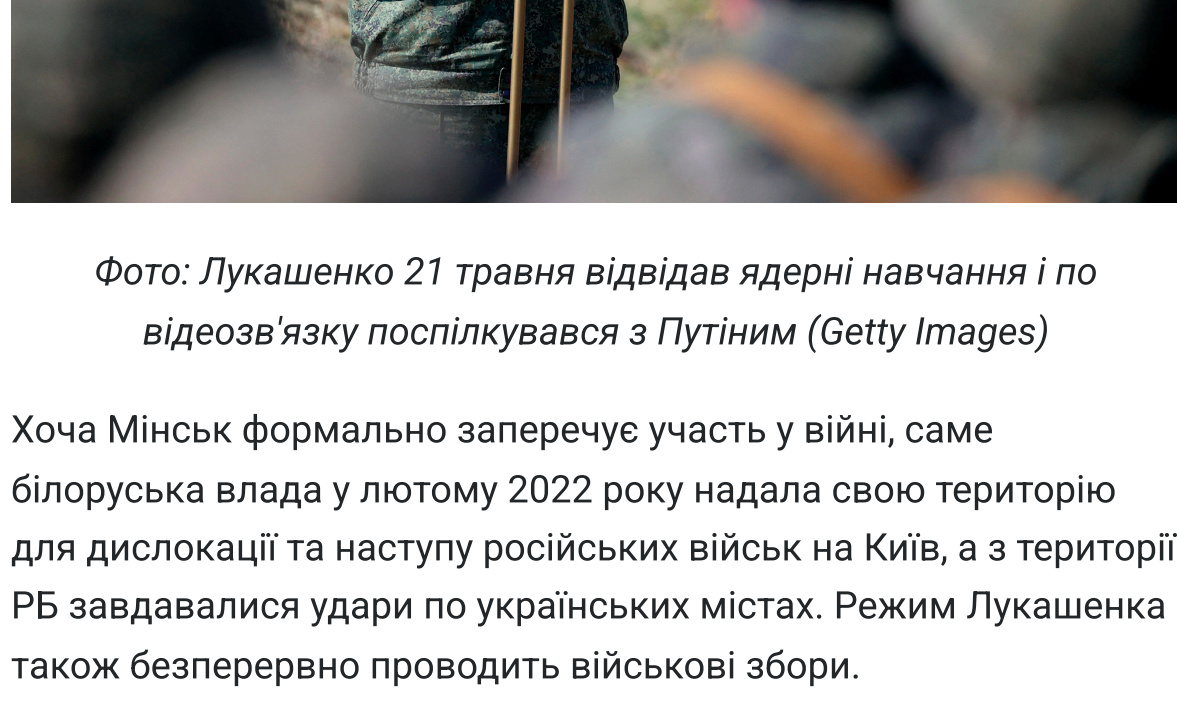 Фото: Лукашенко 21 травня відвідав ядерні навчання і по
відеозв'язку поспілкувався з Путіним (Getty Images)
Хоча Мінськ формально заперечує участь у війні, саме
білоруська влада у лютому 2022 року надала свою територію
для дислокації та наступу російських військ на Київ, а з території
РБ завдавалися удари по українських містах. Режим Лукашенка
також безперервно проводить військові збори.